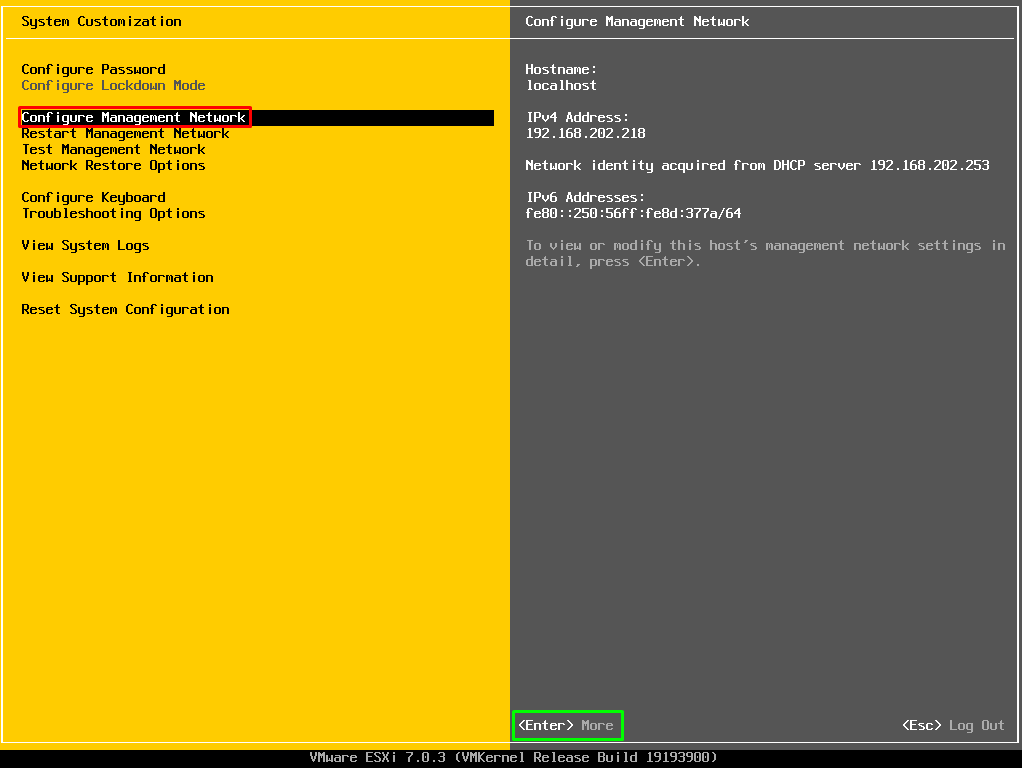 System Customization
Configure Password
Configure Lockdown Mode
Configure Management Network
Restart Management Network
Test Management Network
Network Restore Options
Configure Keyboard
Troubleshooting Options
View System Logs
View Support Information
Reset System Configuration
Configure Management Network
Hostname:
localhost
IPv4 Address:
192.168.202.218
Network identity acquired from DHCP server 192.168.202.253
IPv6 Addresses:
fe80::250:56ff:fe8d:377a/64
To view or modify this host's management network settings in
detail, press <Enter>.
<Enter> More
<Esc> Log Out
VMware ESXi 7.0.3 (VMKernel Release Build 19193900)